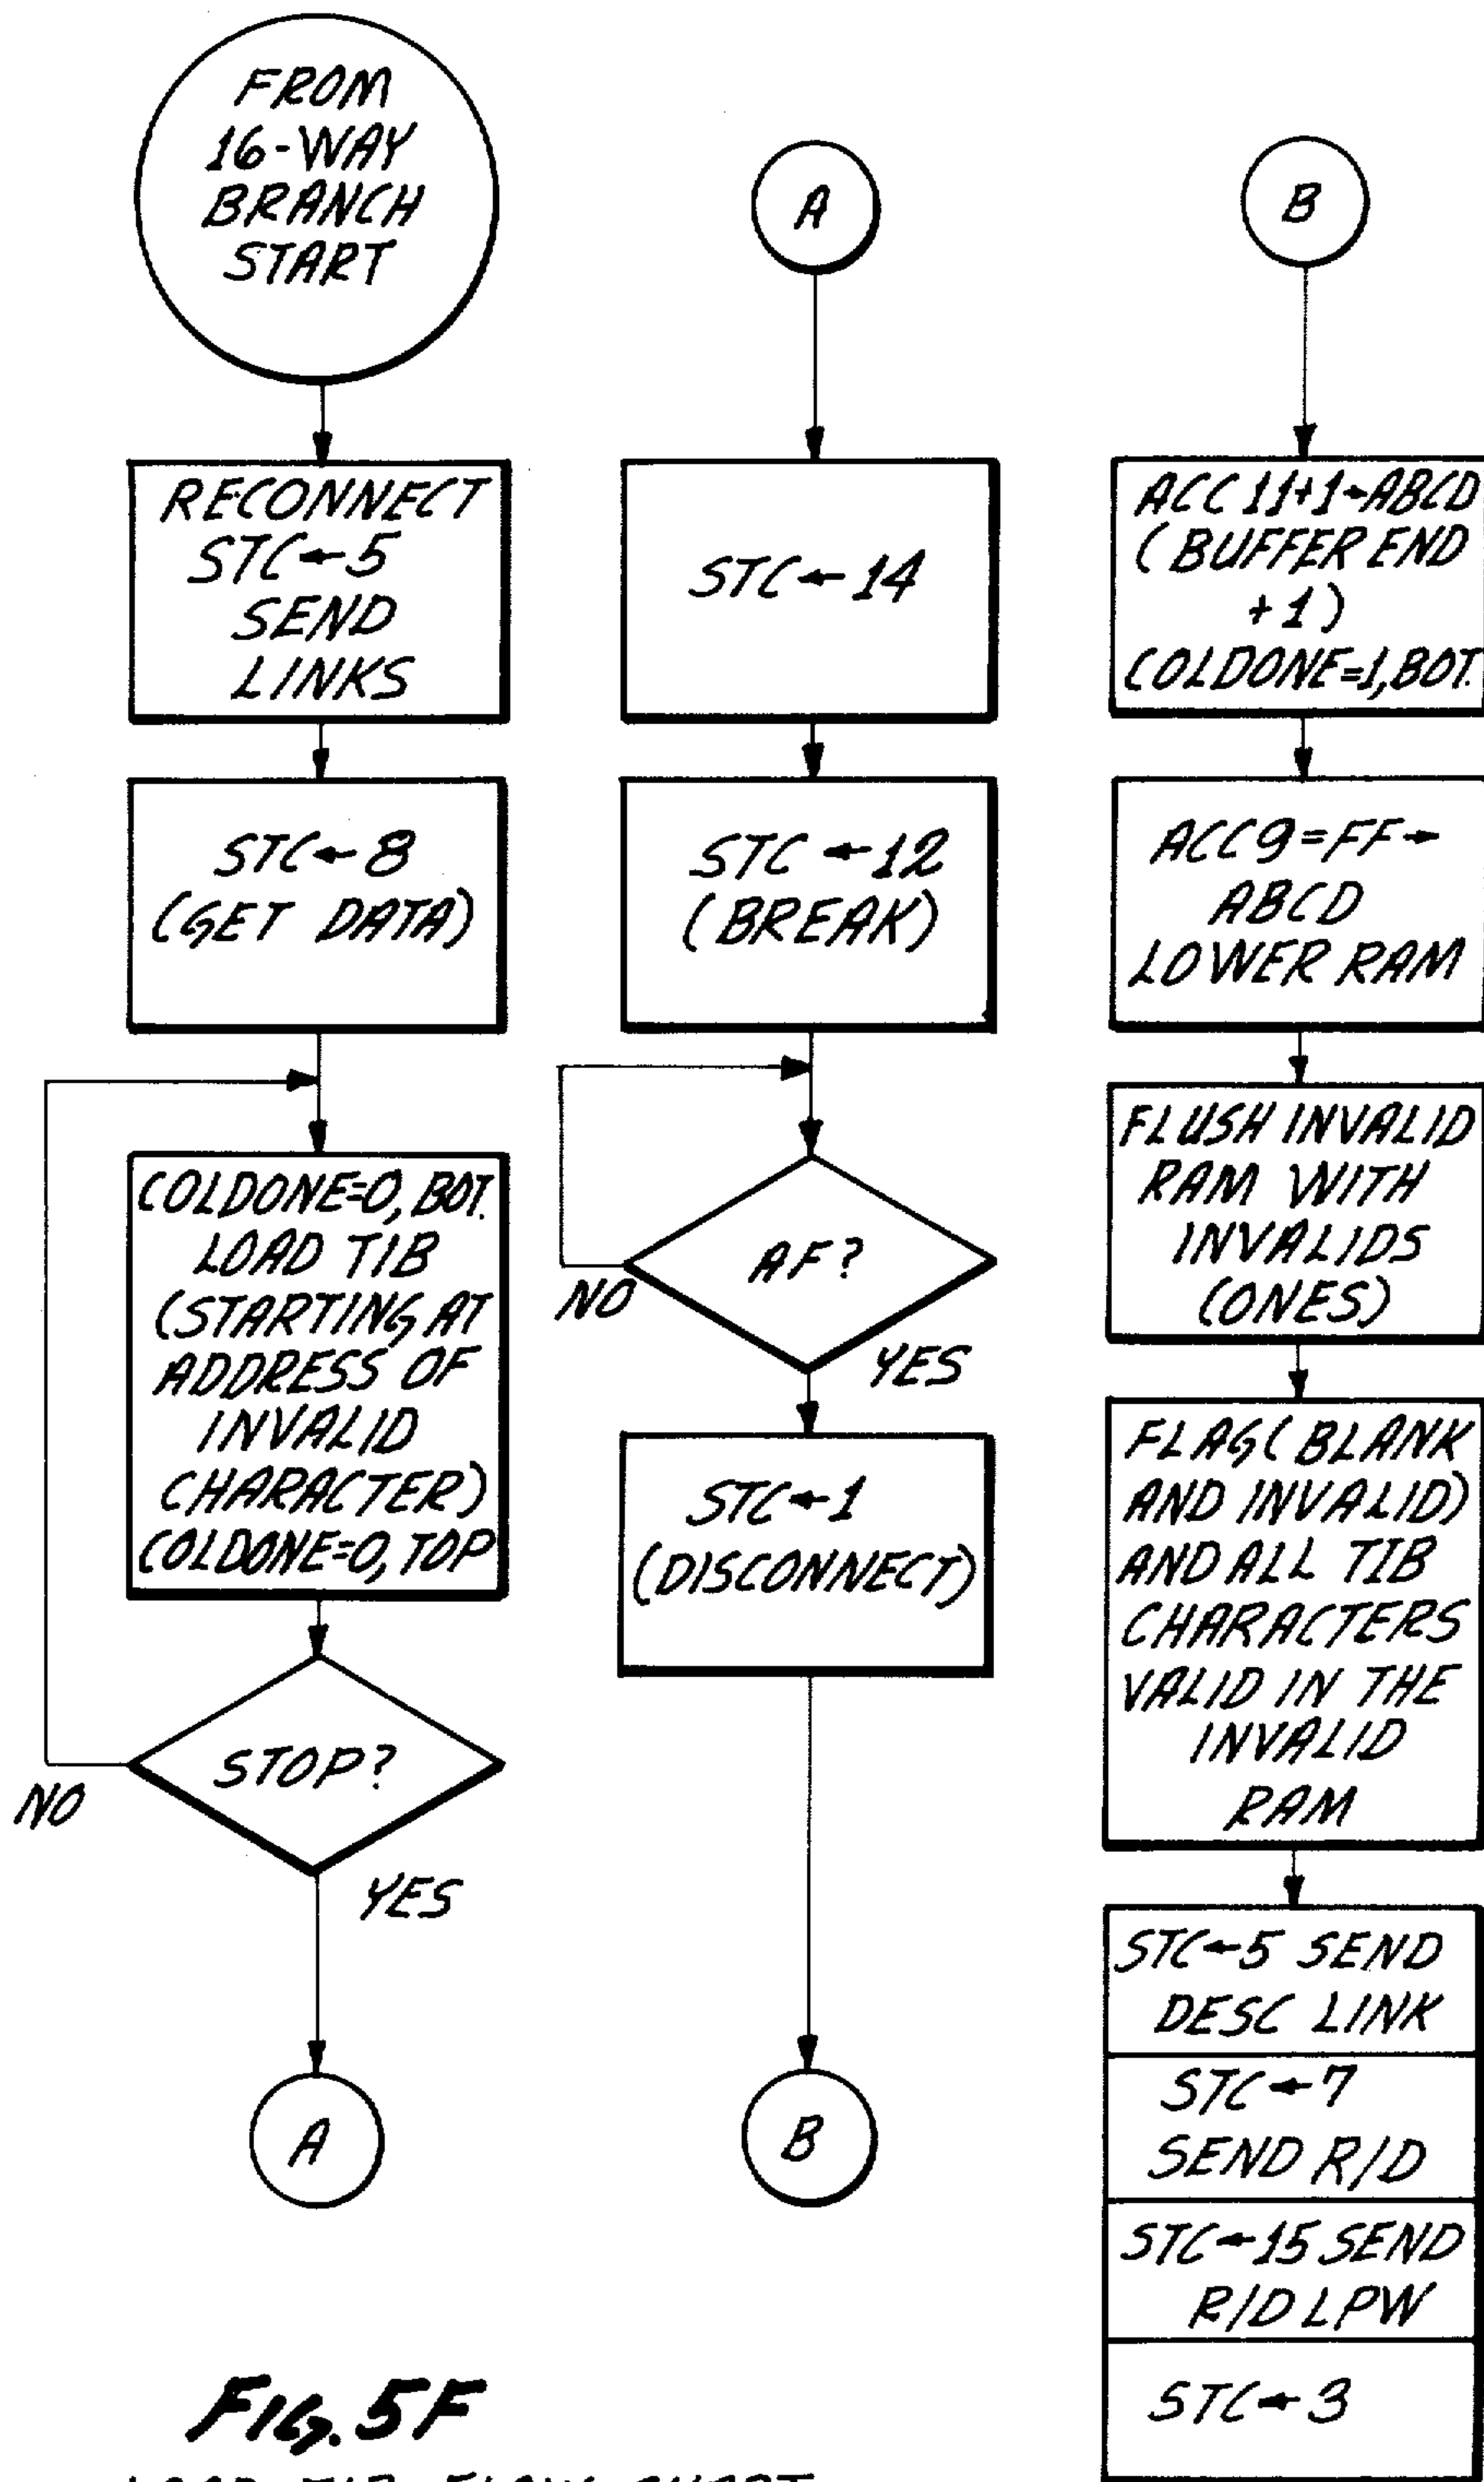 FROM
16-WAY
BRANCH
START
RECONNECT
STC←5
SEND
LINKS
STC←8
(GET DATA)
COLDONE=0, BOT.
LOAD TIB
(STARTING AT
ADDRESS OF
INVALID
CHARACTER)
COLDONE=0, TOP
STOP?
NO
YES
A
A
STC←14
STC←12
(BREAK)
AF?
NO
YES
STC←1
(DISCONNECT)
B
B
ACC 11+1→ABCD
(BUFFER END
+1)
COLDONE=1, BOT.
ACC9=FF→
ABCD
LOWER RAM
FLUSH INVALID
RAM WITH
INVALIDS
(ONES)
FLAG (BLANK
AND INVALID)
AND ALL TIB
CHARACTERS
VALID IN THE
INVALID
RAM
STC←5 SEND
DESC LINK
STC←7
SEND R/D
STC←15 SEND
R/D LPW
STC←3
FIG. 5F
LOAD TIB FLOW CHART